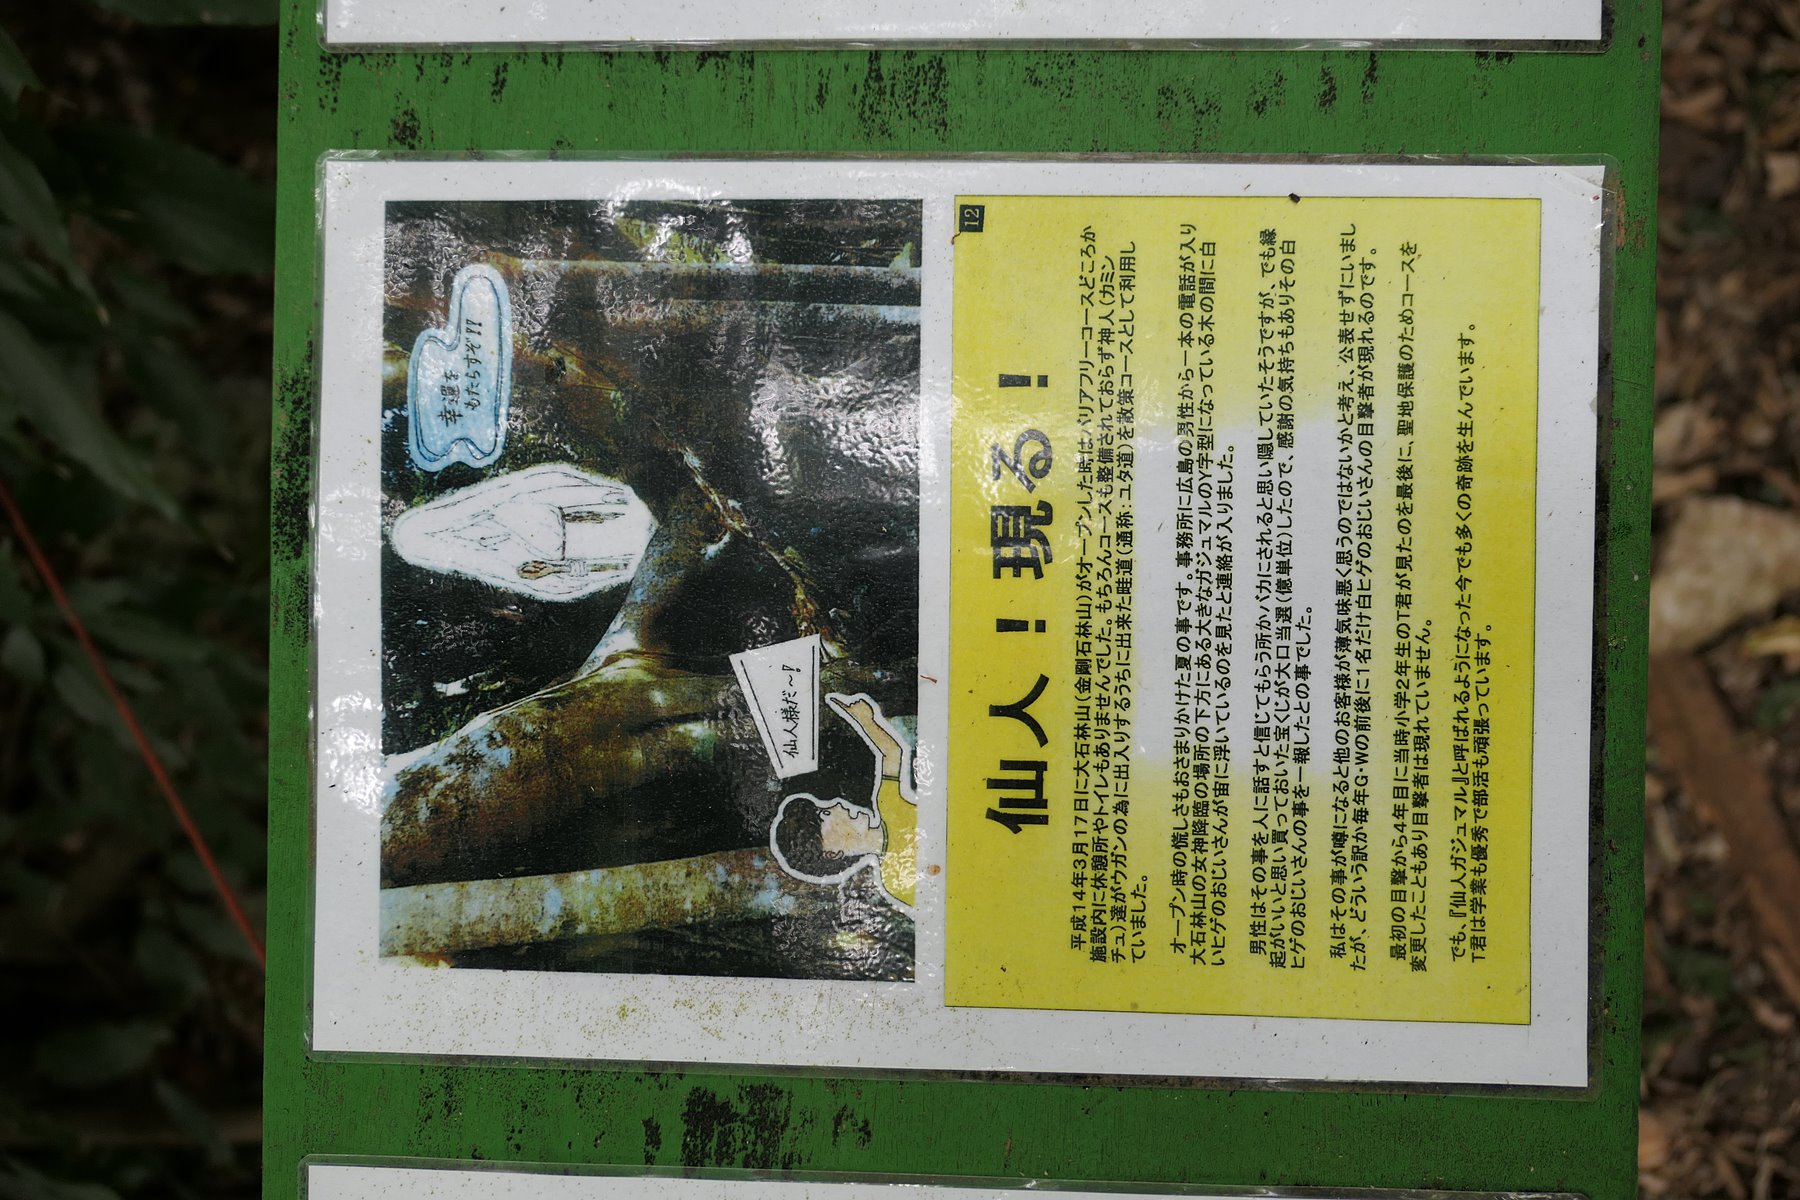 幸運を
もたらすぞ!!
仙人様だ〜!
12
仙人!現る!
平成14年3月17日に大石林山(金剛石林山)がオープンした時はバリアフリーコースどころか
施設内に休憩所やトイレもありませんでした。もちろんコースも整備されておらず神人(カミン
チュ)達がウガンの為に出入りするうちに出来た畦道(通称:ユタ道)を散策コースとして利用し
ていました。
オープン時の慌しさもおさまりかけた夏の事です。事務所に広島の男性から一本の電話が入り
大石林山の女神降臨の場所の下方にある大きなガジュマルのY字型になっている木の間に白
いヒゲのおじいさんが宙に浮いているのを見たと連絡が入りました。
男性はその事を人に話すと信じてもらう所かバカにされると思い隠していたそうですが、でも縁
起がいいと思い買っておいた宝くじが大口当選(億単位)したので、感謝の気持ちもありその白
ヒゲのおじいさんの事を一報したとの事でした。
私はその事が噂になると他のお客様が薄気味悪く思うのではないかと考え、公表せずにいまし
たが、どういう訳か毎年G・Wの前後に1名だけ白ヒゲのおじいさんの目撃者が現れるのです。
最初の目撃から4年目に当時小学2年生のT君が見たのを最後に、聖地保護のためコースを
変更したこともあり目撃者は現れていません。
でも、『仙人ガジュマル』と呼ばれるようになった今でも多くの奇跡を生んでいます。
T君は学業も優秀で部活も頑張っています。